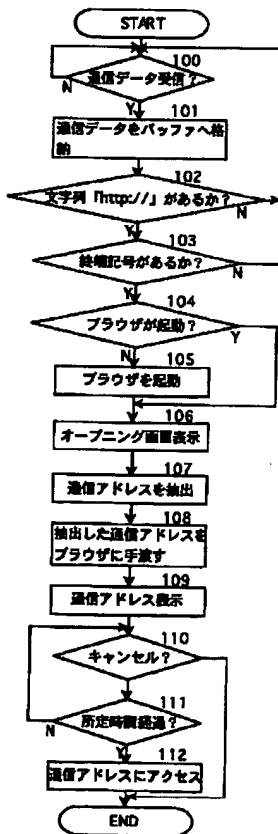 START
100
通信データ受信？
N
Y
101
通信データをバッファへ格
納
102
文字列「http://」があるか？
N
Y
103
終端記号があるか？
N
Y
104
ブラウザが起動？
Y
N
105
ブラウザを起動
106
オープニング画面表示
107
通信アドレスを抽出
108
抽出した通信アドレスを
ブラウザに手渡す
109
通信アドレス表示
110
キャンセル？
111
所定時間経過？
N
Y
112
通信アドレスにアクセス
END